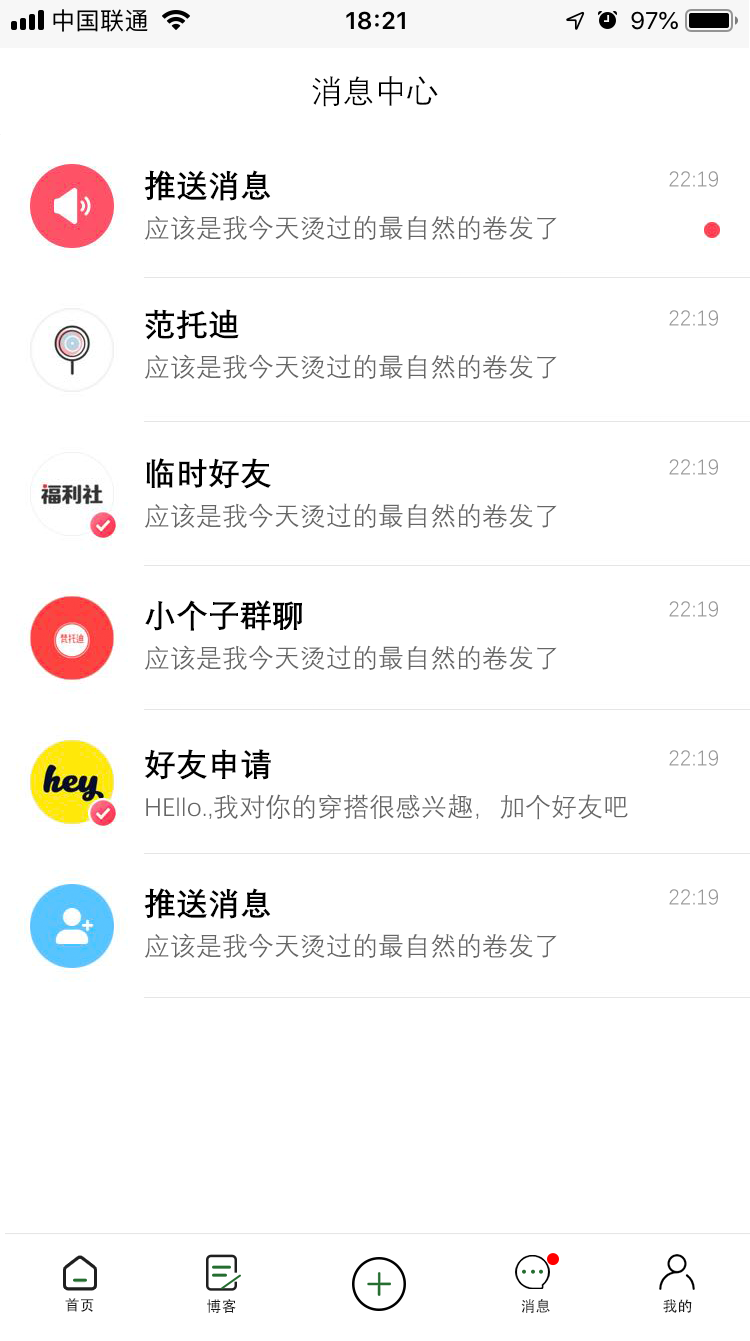 中国联通
18:21
97%
消息中心
推送消息
22:19
应该是我今天烫过的最自然的卷发了
范托迪
22:19
应该是我今天烫过的最自然的卷发了
福利社
临时好友
22:19
应该是我今天烫过的最自然的卷发了
梵托迪
小个子群聊
22:19
应该是我今天烫过的最自然的卷发了
hey
好友申请
22:19
HEllo.,我对你的穿搭很感兴趣，加个好友吧
推送消息
22:19
应该是我今天烫过的最自然的卷发了
首页
博客
消息
我的